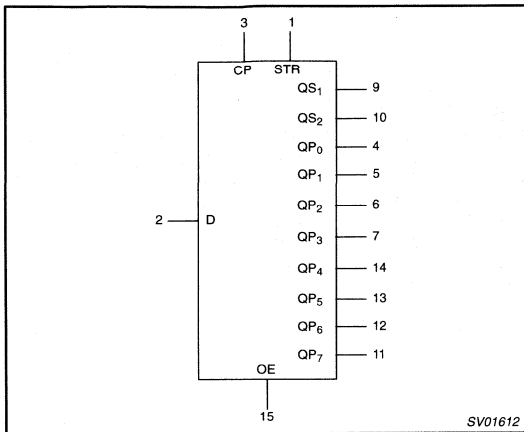 3 1
CP STR
QS1 9
QS2 10
QP0 4
QP1 5
QP2 6
2 D
QP3 7
QP4 14
QP5 13
QP6 12
QP7 11
OE
15
SV01612